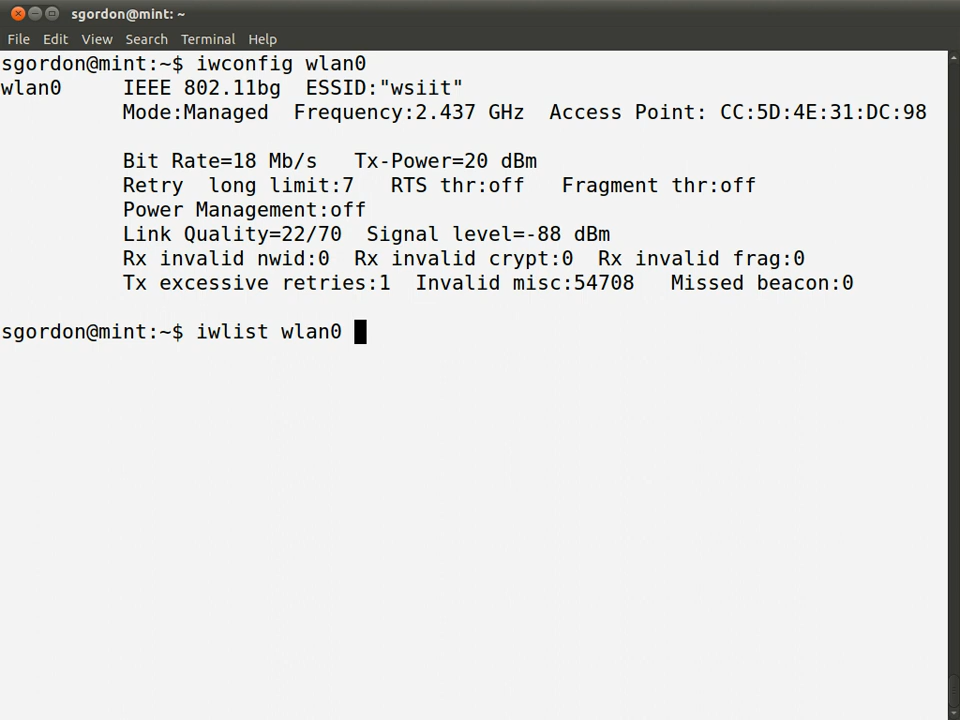 sgordon@mint: ~
File Edit View Search Terminal Help
sgordon@mint:~$ iwconfig wlan0
wlan0     IEEE 802.11bg  ESSID:"wsiit"
          Mode:Managed  Frequency:2.437 GHz  Access Point: CC:5D:4E:31:DC:98
          Bit Rate=18 Mb/s   Tx-Power=20 dBm
          Retry  long limit:7   RTS thr:off   Fragment thr:off
          Power Management:off
          Link Quality=22/70  Signal level=-88 dBm
          Rx invalid nwid:0  Rx invalid crypt:0  Rx invalid frag:0
          Tx excessive retries:1  Invalid misc:54708   Missed beacon:0
sgordon@mint:~$ iwlist wlan0